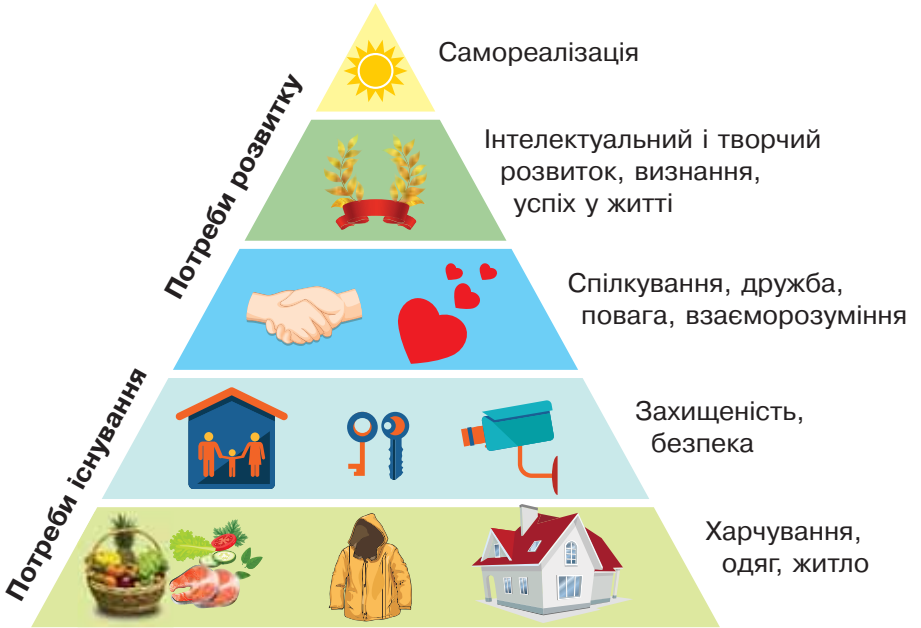 Самореалізація
Потреби розвитку
Інтелектуальний і творчий
розвиток, визнання,
успіх у житті
Спілкування, дружба,
повага, взаєморозуміння
Потреби існування
Захищеність,
безпека
Харчування,
одяг, житло